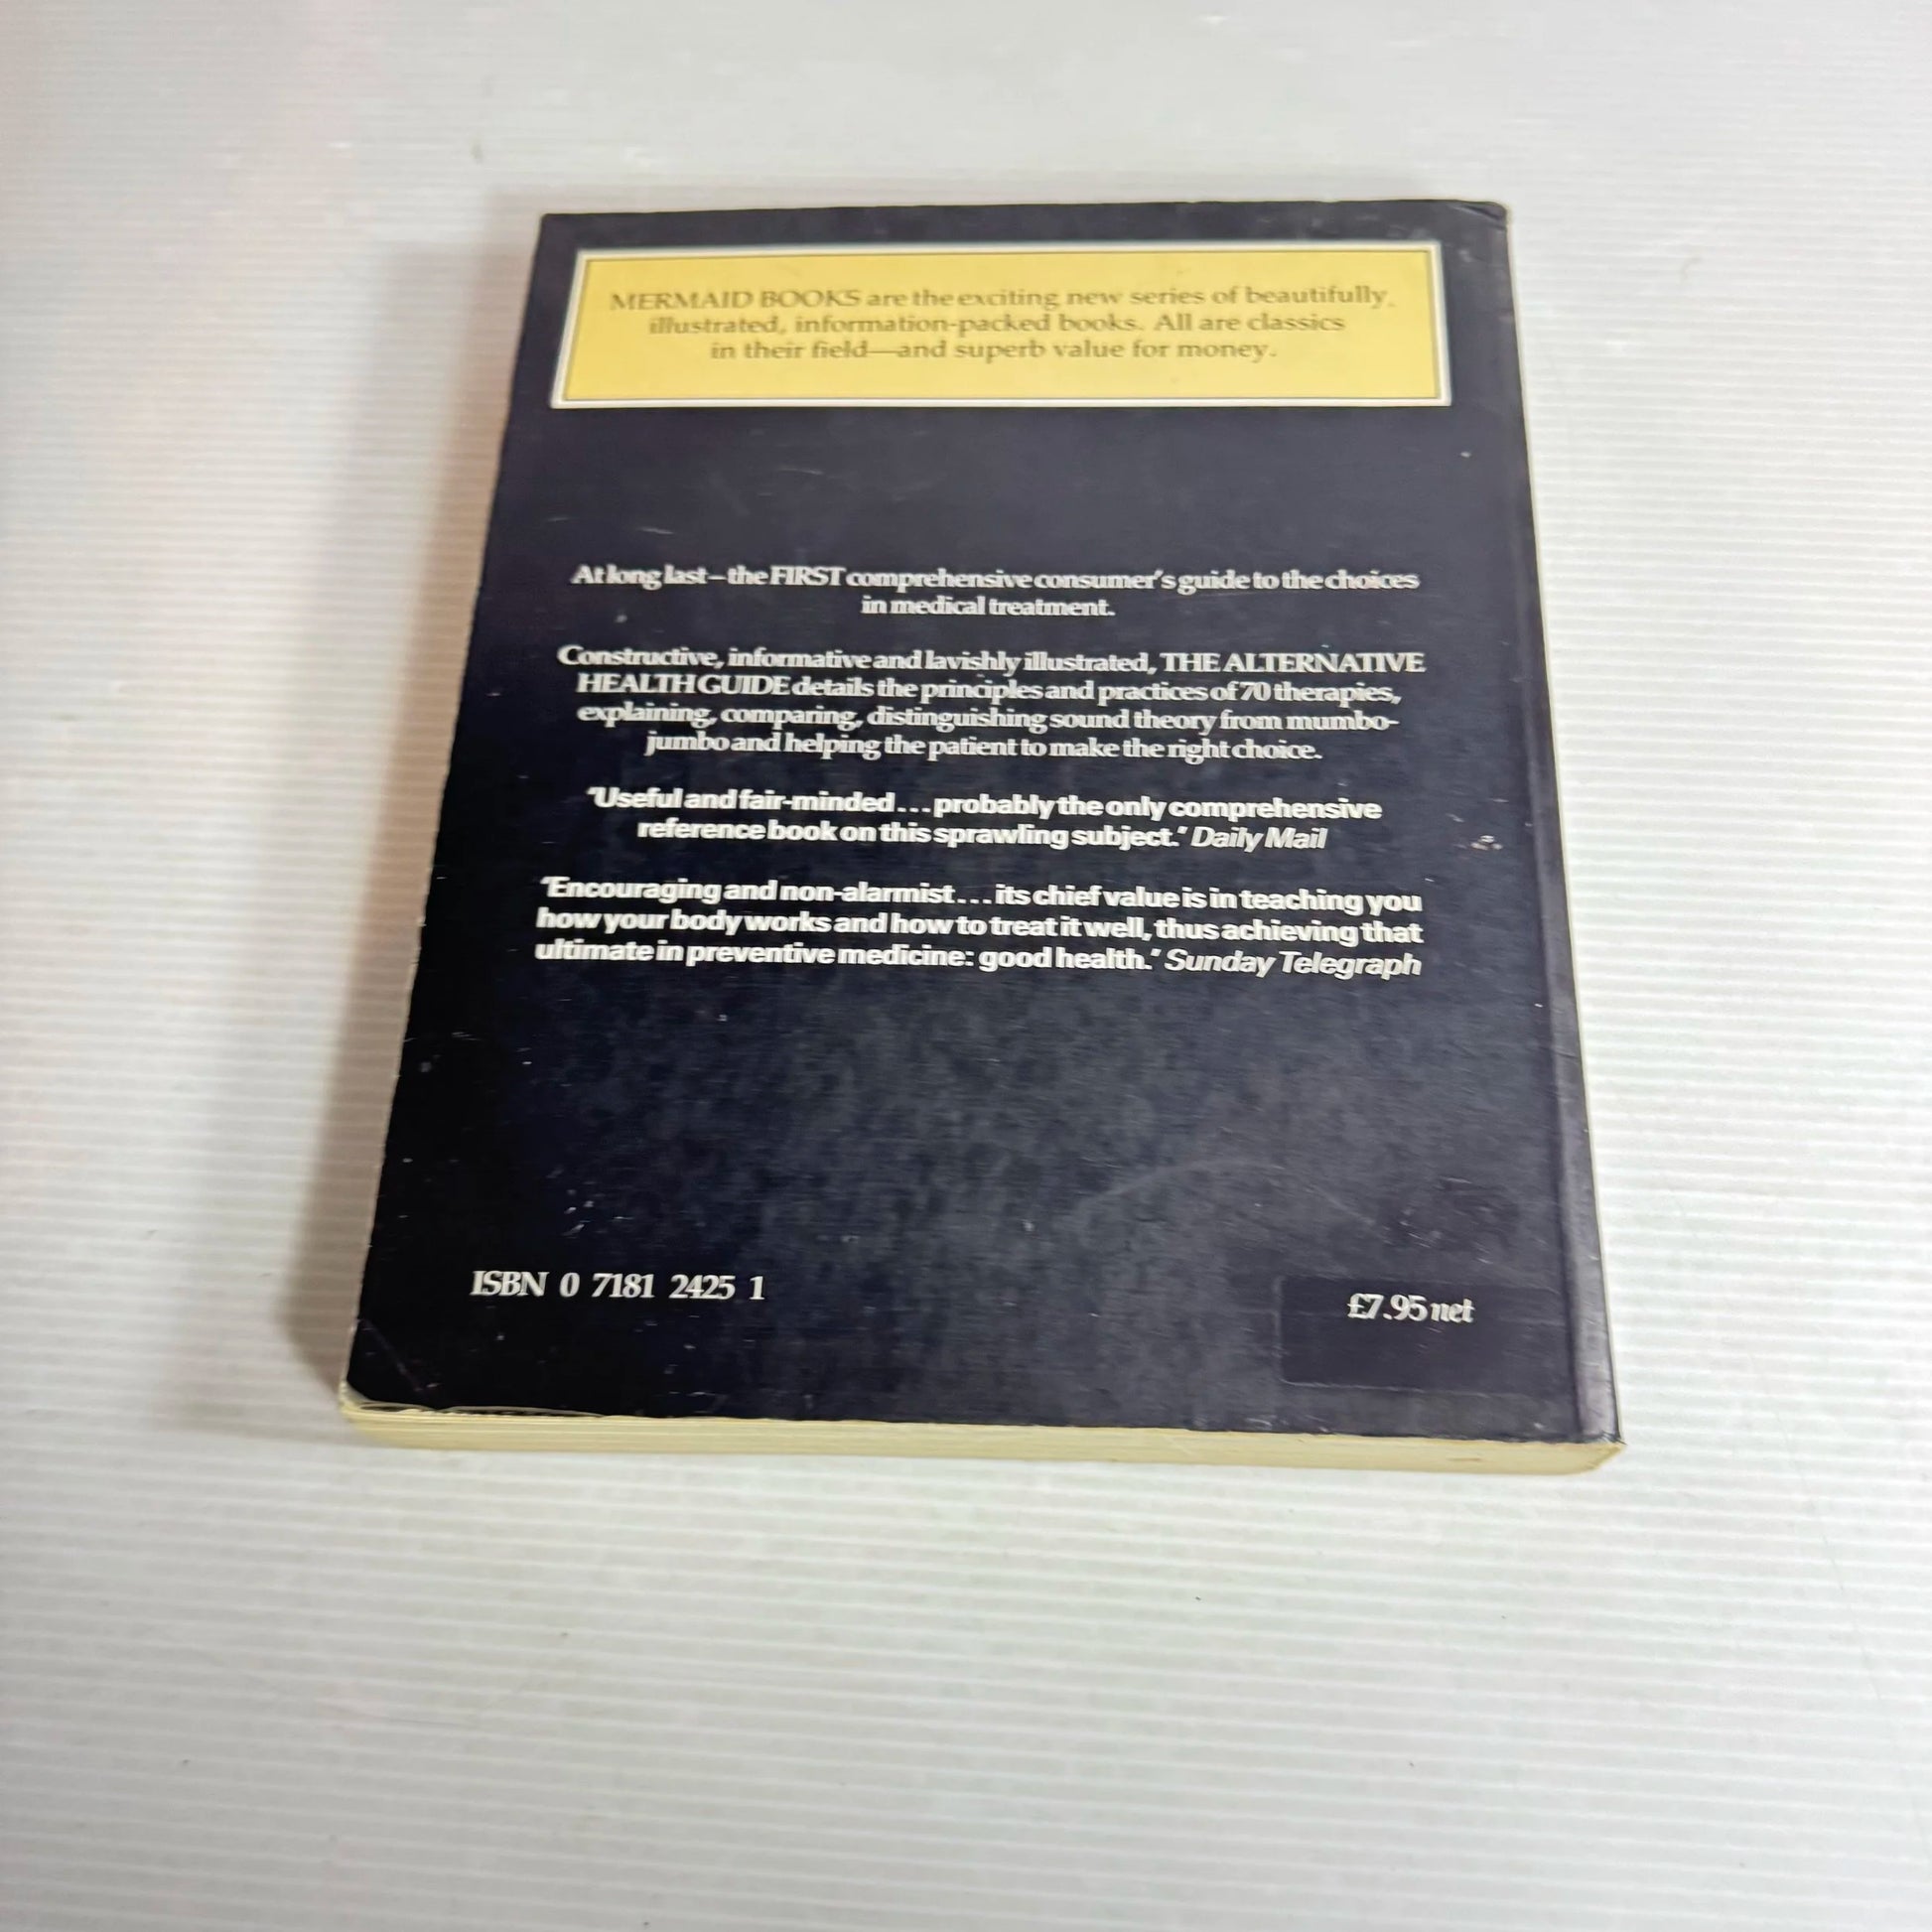 MERMAID BOOKS are the exciting new series of beautifully
illustrated, information-packed books. All are classics
in their field—and superb value for money.
At long last – the FIRST comprehensive consumer's guide to the choices
in medical treatment.
Constructive, informative and lavishly illustrated, THE ALTERNATIVE
HEALTH GUIDE details the principles and practices of 70 therapies,
explaining, comparing, distinguishing sound theory from mumbo-
jumbo and helping the patient to make the right choice.
'Useful and fair-minded... probably the only comprehensive
reference book on this sprawling subject.' Daily Mail
'Encouraging and non-alarmist... its chief value is in teaching you
how your body works and how to treat it well, thus achieving that
ultimate in preventive medicine: good health.' Sunday Telegraph
ISBN 0 7181 2425 1
£7.95 net